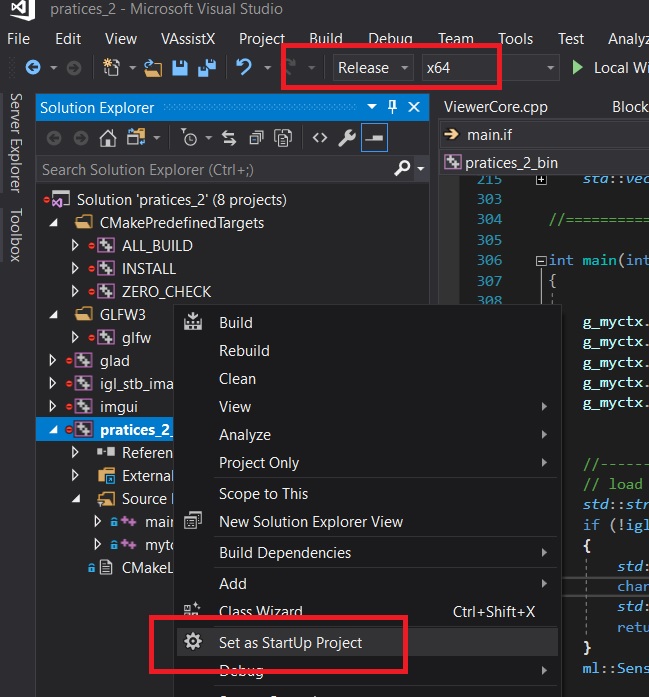 pratices_2 - Microsoft Visual Studio
File Edit View VAssistX Project Build Debug Team Tools Test Analyz
Release x64 Local Wi
Server Explorer
Toolbox
Solution Explorer
Search Solution Explorer (Ctrl+;)
Solution 'pratices_2' (8 projects)
CMakePredefinedTargets
ALL_BUILD
INSTALL
ZERO_CHECK
GLFW3
glfw
glad
igl_stb_ima
imgui
pratices_2_
Referen
External
Source
main
myto
CMakeL
Build
Rebuild
Clean
View
Analyze
Project Only
Scope to This
New Solution Explorer View
Build Dependencies
Add
Class Wizard Ctrl+Shift+X
Set as StartUp Project
Debug
ViewerCore.cpp Block
main.if
pratices_2_bin
215 std::vec
303
304 //===========
305
306 int main(int
307 {
308
g_myctx.
g_myctx.
g_myctx.
g_myctx.
g_myctx.
//------
// load
std::str
if (!igl
{
std::
char
std::
retu
}
ml::Sens